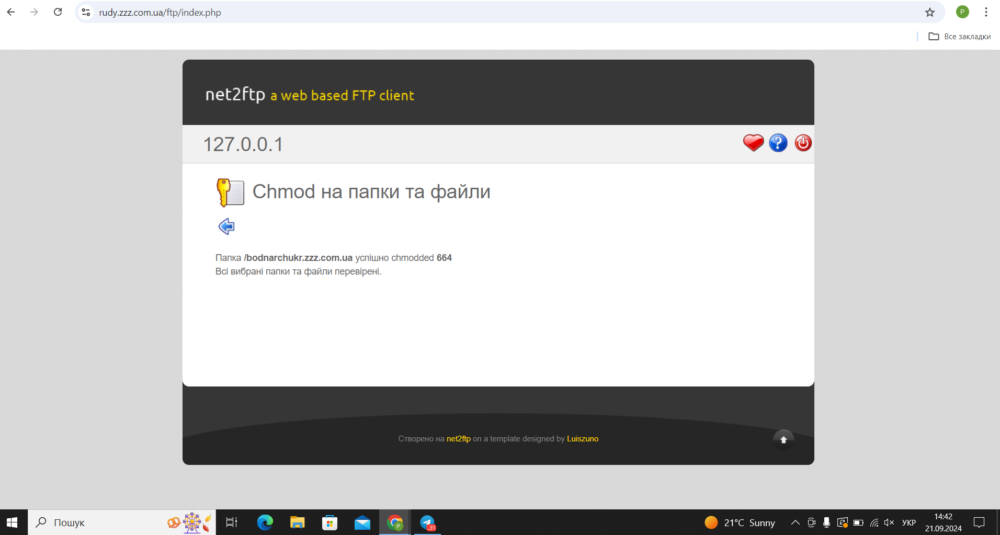 rudy.zzz.com.ua/ftp/index.php
P
Все закладки
net2ftp a web based FTP client
127.0.0.1
Chmod на папки та файли
Папка /bodnarchukr.zzz.com.ua успішно chmodded 664
Всі вибрані папки та файли перевірені.
Створено на net2ftp on a template designed by Luiszuno
Пошук
P
31
21°C Sunny
УКР
14:42
21.09.2024